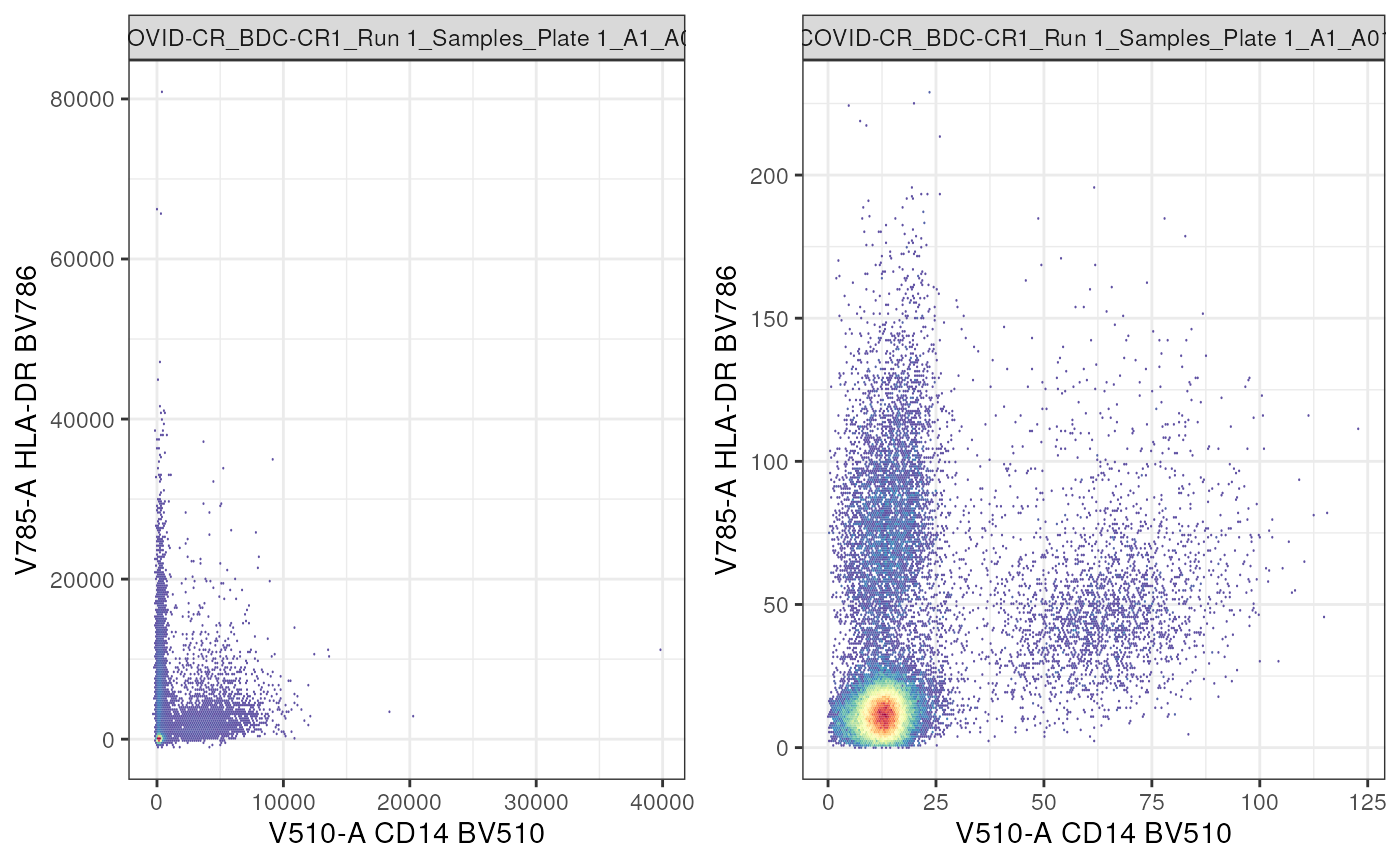 OVID-CR_BDC-CR1_Run 1_Samples_Plate 1_A1_A0
80000
60000
40000
20000
0
0 10000 20000 30000 40000
V510-A CD14 BV510
V785-A HLA-DR BV786
COVID-CR_BDC-CR1_Run 1_Samples_Plate 1_A1_A01
200
150
100
50
0
0 25 50 75 100 125
V510-A CD14 BV510
V785-A HLA-DR BV786